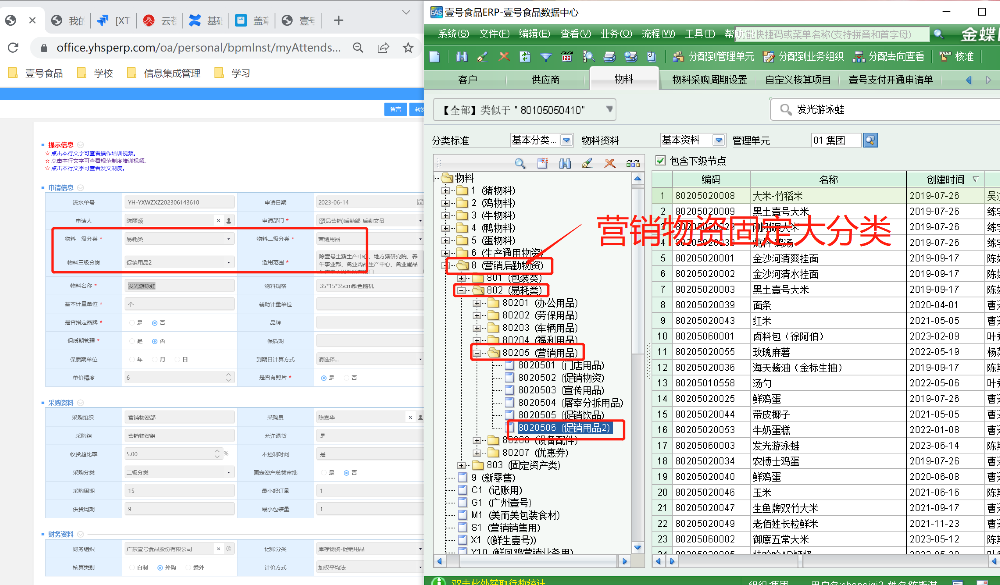 我的
[XT
云苍
基础
盖章
壹号
office.yhsperp.com/oa/personal/bpmInst/myAttends...
壹号食品
学校
信息集成管理
学习
留言
转发
提示信息
☆ 点击本行文字可查看操作培训视频。
☆ 点击本行文字可查看规范制度培训视频。
☆ 点击本行文字可查看发文制度。
申请信息
流水单号 YH-YXWZXZ202306143610 申请日期 2023-06-14
申请人 陈丽颖 申请部门 * (蛋品营销)后勤部-后勤文员
物料一级分类 * 易耗类 物料二级分类 * 营销用品
物料三级分类 促销用品2 适用范围 * 除壹号土猪生产中心、地方猪研究院、养
牛事业部、禽业肉品生产中心、禽业蛋品
物料名称 * 发光游泳蛙 物料规格 35*15*35cm颜色随机
基本计量单位 * 个 辅助计量单位
是否指定品牌 * 是 否 品牌
保质期管理 * 是 否 保质期
保质期单位 年 月 日 到期日计算方式 请选择...
单价精度 6 是否有照片 * 是 否
采购资料
采购组织 营销物资部 采购员 陈嘉华
采购组 营销物资组 允许退货 是
收货超比率 5.00 % 不控制时间 是
采购分类 二级分类 固定资产总裁审批 是 否
采购周期 15 最小起订量 1
供货周期 9 最小包装量 1
财务资料
财务组织 广东壹号食品股份有限公司 记账分类 库存物资-促销用品
核算类别 自制 外购 委外 计价方式 加权平均法
EAS 壹号食品ERP-壹号食品数据中心
系统(S) 文件(F) 编辑(E) 查看(V) 业务(O) 流程(W) 工具(T) 帮助
快捷码或菜单名称(支持拼音和首字母)
金蝶
分配到管理单元 分配到业务组织 分配去向查看 核准
客户 供应商 物料 物料采购周期设置 自定义核算项目 壹号支付开通申请单
【全部】类似于 " 80105050410"
发光游泳蛙
分类标准 基本分类... 物料资料 基本资料 管理单元 01 集团
包含下级节点
物料
1 (猪物料)
2 (鸡物料)
3 (牛物料)
4 (鸭物料)
5 (蛋物料)
6 (生产通用物资)
8 (营销后勤物资)
801 (包装类)
802 (易耗类)
80201 (办公用品)
80202 (劳保用品)
80203 (车辆用品)
80204 (福利用品)
80205 (营销用品)
8020501 (门店用品)
8020502 (促销物资)
8020503 (宣传用品)
8020504 (屠宰分拆用品)
8020505 (促销饮品)
8020506 (促销用品2)
80206 (设备配件)
80207 (优惠券)
803 (固定资产类)
9 (新零售)
C1 (记账用)
G1 (广州壹号)
M1 (美而美包装食材)
S1 (营销销售用)
X1 ((鲜生壹号))
Y10 (鲜凤鸡营销业务用)
营销物资固定大分类
编码 名称 创建时间
1 80205020008 大米-竹稻米 2019-07-26 吴
2 80205020009 黑土壹号大米 2019-07-26 练
3 80205020029 2019-07-26 练
4 80205020030 炖料-鸡汤 2019-07-26 练
5 80205020001 金沙河清爽挂面 2019-09-17 陈
6 80205020002 金沙河清水挂面 2019-09-17 陈
7 80205020003 黑土壹号大米 2019-09-17 陈
8 80205020039 面条 2020-04-01 曹
9 80205020043 红米 2021-05-05 曹
10 80205060001 卤料包（徐阿伯） 2023-02-09 叶
11 80205020055 玫瑰麻薯 2022-05-19 杨
12 80205020036 海天酱油（金标生抽） 2019-09-17 陈
13 80205010558 汤勺 2022-05-06 叶
14 80205020025 鲜鸡蛋 2019-07-26 曹
15 80205020044 带皮椰子 2021-05-05 曹
16 80205020053 牛奶蛋糕 2022-01-08 曹
17 80205060003 发光游泳蛙 2023-06-14 陈
18 80205020034 农博士鸡蛋 2019-07-26 曹
19 80205020040 鲜鸡蛋 2020-06-08 曹
20 80205020046 玉米 2021-06-16 陈
21 80205020047 生鱼牌双竹大米 2021-09-17 曹
22 80205020049 老佰姓长粒鲜米 2021-11-23 曹
23 80205060002 御廪五常大米 2023-05-12 陈
双击此处获取行数统计
组织:集团